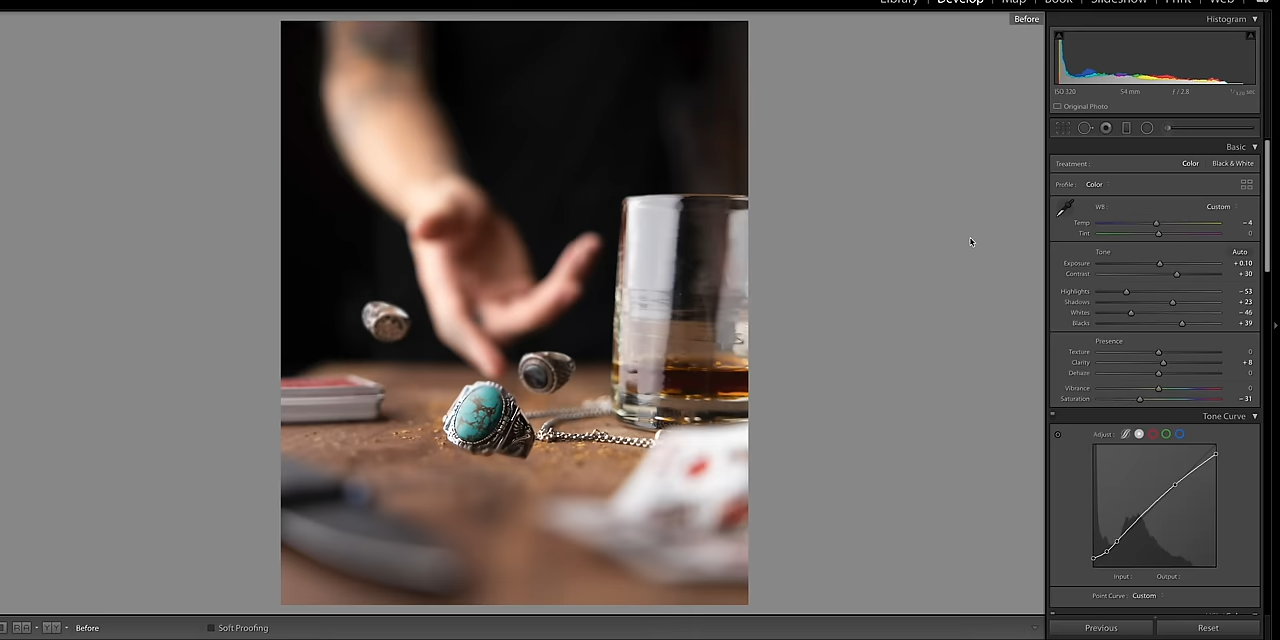 Library | Develop | Map | Book | Slideshow | Print | Web
Before
Histogram
ISO 320 54 mm ƒ / 2.8 1/320 sec
Original Photo
Basic
Treatment : Color Black & White
Profile : Color
WB : Custom
Temp - 4
Tint 0
Tone Auto
Exposure + 0.10
Contrast + 30
Highlights - 53
Shadows + 23
Whites - 46
Blacks + 39
Presence
Texture 0
Clarity + 8
Dehaze 0
Vibrance 0
Saturation - 31
Tone Curve
Adjust :
Input : Output :
Point Curve : Custom
Before Soft Proofing
Previous Reset